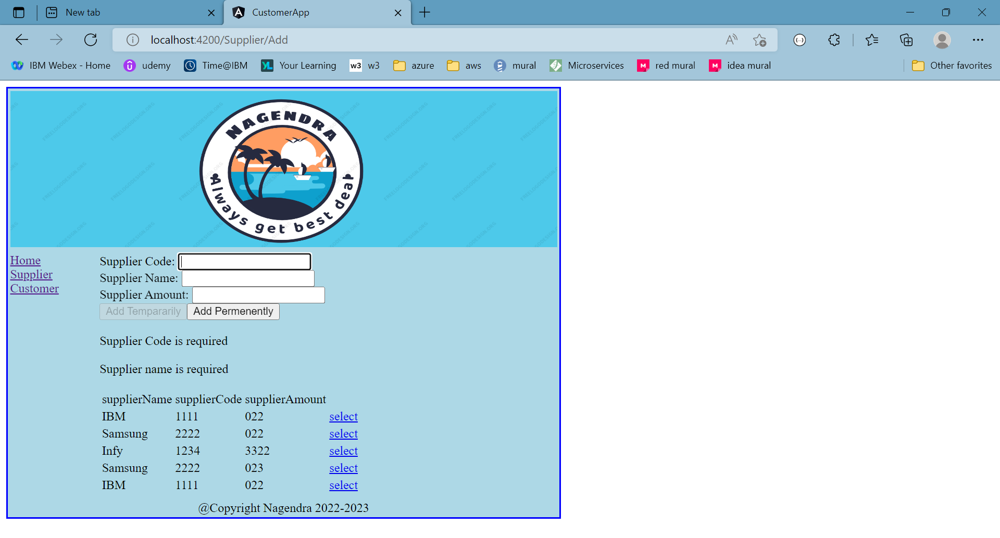 New tab
CustomerApp
localhost:4200/Supplier/Add
IBM Webex - Home
udemy
Time@IBM
YL Your Learning
w3 w3
azure
aws
mural
Microservices
M red mural
M idea mural
Other favorites
NAGENDRA
Always get best deal
FREELOGODESIGN.ORG
Home
Supplier
Customer
Supplier Code:
Supplier Name:
Supplier Amount:
Add Tempararily Add Permenently
Supplier Code is required
Supplier name is required
supplierName supplierCode supplierAmount
IBM 1111 022 select
Samsung 2222 022 select
Infy 1234 3322 select
Samsung 2222 023 select
IBM 1111 022 select
@Copyright Nagendra 2022-2023